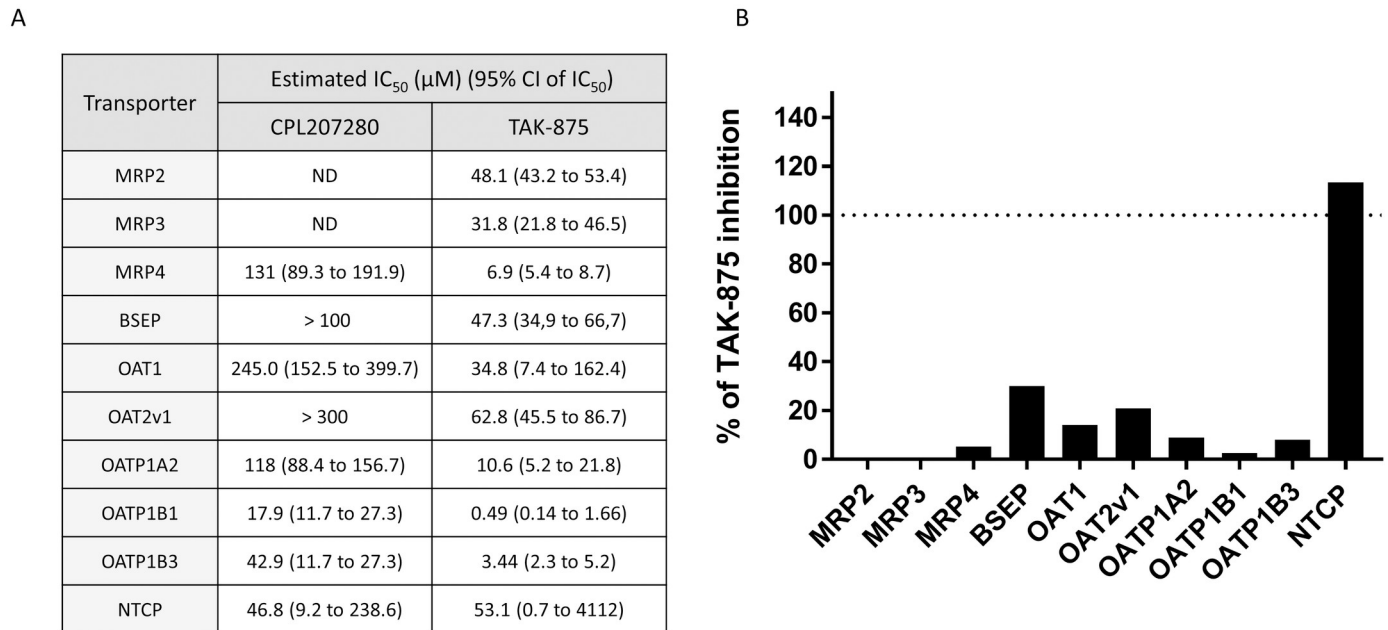 A
Transporter
Estimated IC50 (µM) (95% CI of IC50)
CPL207280 TAK-875
MRP2 ND 48.1 (43.2 to 53.4)
MRP3 ND 31.8 (21.8 to 46.5)
MRP4 131 (89.3 to 191.9) 6.9 (5.4 to 8.7)
BSEP > 100 47.3 (34,9 to 66,7)
OAT1 245.0 (152.5 to 399.7) 34.8 (7.4 to 162.4)
OAT2v1 > 300 62.8 (45.5 to 86.7)
OATP1A2 118 (88.4 to 156.7) 10.6 (5.2 to 21.8)
OATP1B1 17.9 (11.7 to 27.3) 0.49 (0.14 to 1.66)
OATP1B3 42.9 (11.7 to 27.3) 3.44 (2.3 to 5.2)
NTCP 46.8 (9.2 to 238.6) 53.1 (0.7 to 4112)
B
% of TAK-875 inhibition
140
120
100
80
60
40
20
0
MRP2
MRP3
MRP4
BSEP
OAT1
OAT2v1
OATP1A2
OATP1B1
OATP1B3
NTCP